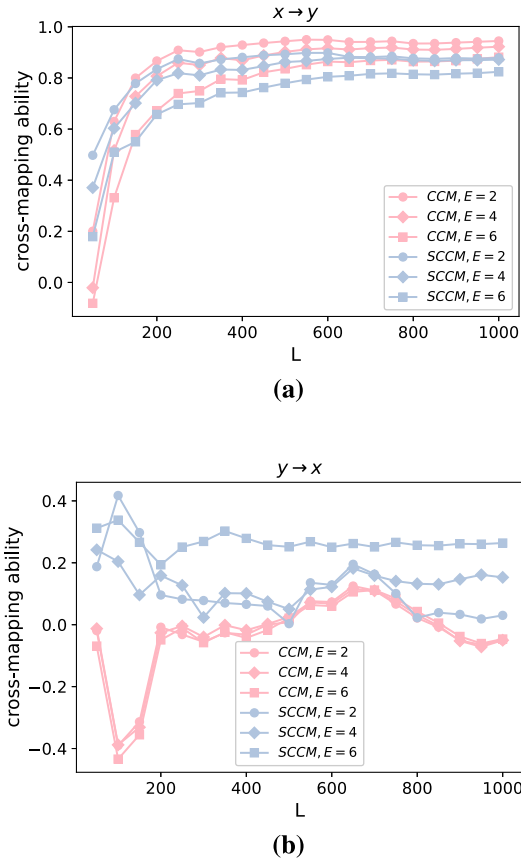 x → y
cross-mapping ability
1.0
0.8
0.6
0.4
0.2
0.0
CCM, E = 2
CCM, E = 4
CCM, E = 6
SCCM, E = 2
SCCM, E = 4
SCCM, E = 6
200 400 600 800 1000
L
(a)
y → x
cross-mapping ability
0.4
0.2
0.0
−0.2
−0.4
CCM, E = 2
CCM, E = 4
CCM, E = 6
SCCM, E = 2
SCCM, E = 4
SCCM, E = 6
200 400 600 800 1000
L
(b)